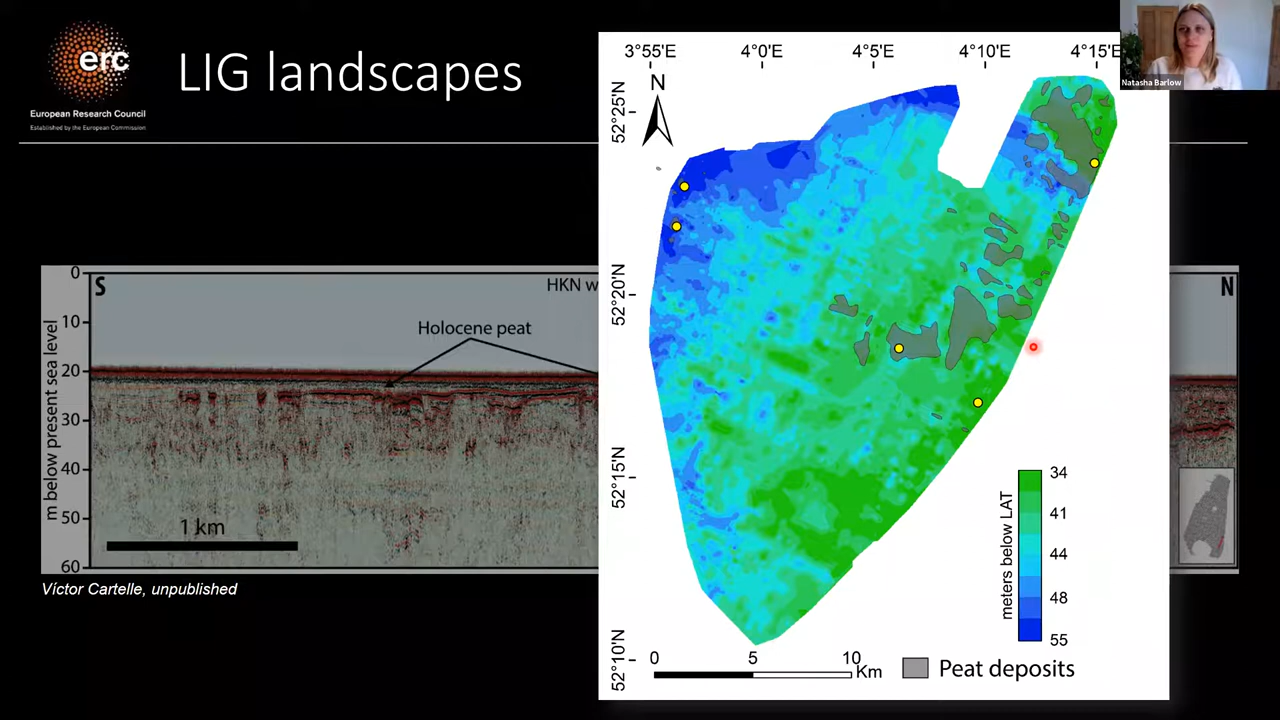 erc
European Research Council
Established by the European Commission
LIG landscapes
Natasha Barlow
3°55'E
4°0'E
4°5'E
4°10'E
4°15'E
N
52°25'N
52°20'N
52°15'N
52°10'N
S
HKN w
N
Holocene peat
m below present sea level
0
10
20
30
40
50
60
1 km
Víctor Cartelle, unpublished
meters below LAT
34
41
44
48
55
0
5
10
Km
Peat deposits